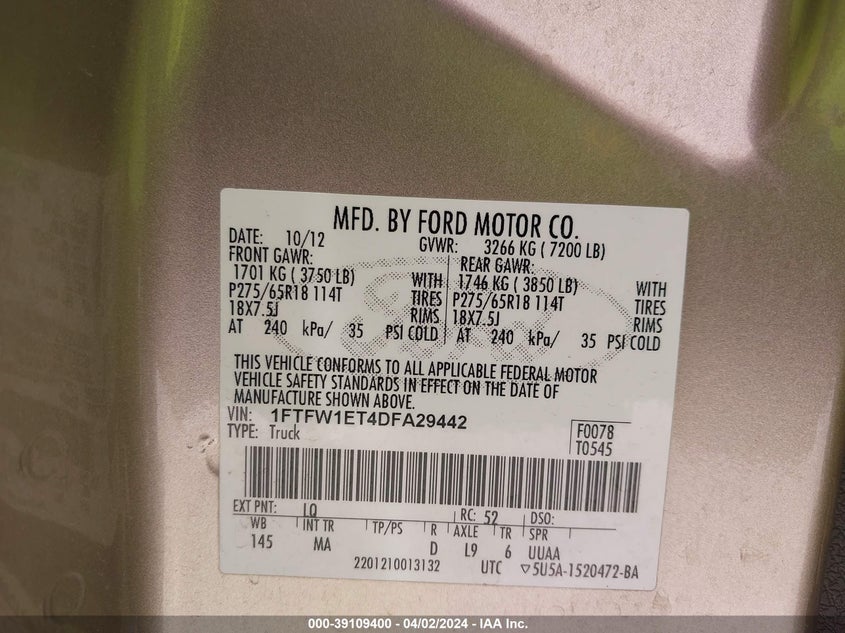 MFD. BY FORD MOTOR CO.
DATE: 10/12 GVWR: 3266 KG ( 7200 LB)
FRONT GAWR: REAR GAWR:
1701 KG ( 3750 LB) WITH 1746 KG ( 3850 LB) WITH
P275/65R18 114T TIRES P275/65R18 114T TIRES
18X7.5J RIMS 18X7.5J RIMS
AT 240 kPa/ 35 PSI COLD AT 240 kPa/ 35 PSI COLD
THIS VEHICLE CONFORMS TO ALL APPLICABLE FEDERAL MOTOR
VEHICLE SAFETY STANDARDS IN EFFECT ON THE DATE OF
MANUFACTURE SHOWN ABOVE.
VIN: 1FTFW1ET4DFA29442
TYPE: Truck
F0078
T0545
EXT PNT: LQ RC: 52 DSO:
WB INT TR TP/PS R AXLE TR SPR
145 MA D L9 6 UUAA
2201210013132 UTC ▽5U5A-1520472-BA
000-39109400 - 04/02/2024 - IAA Inc.